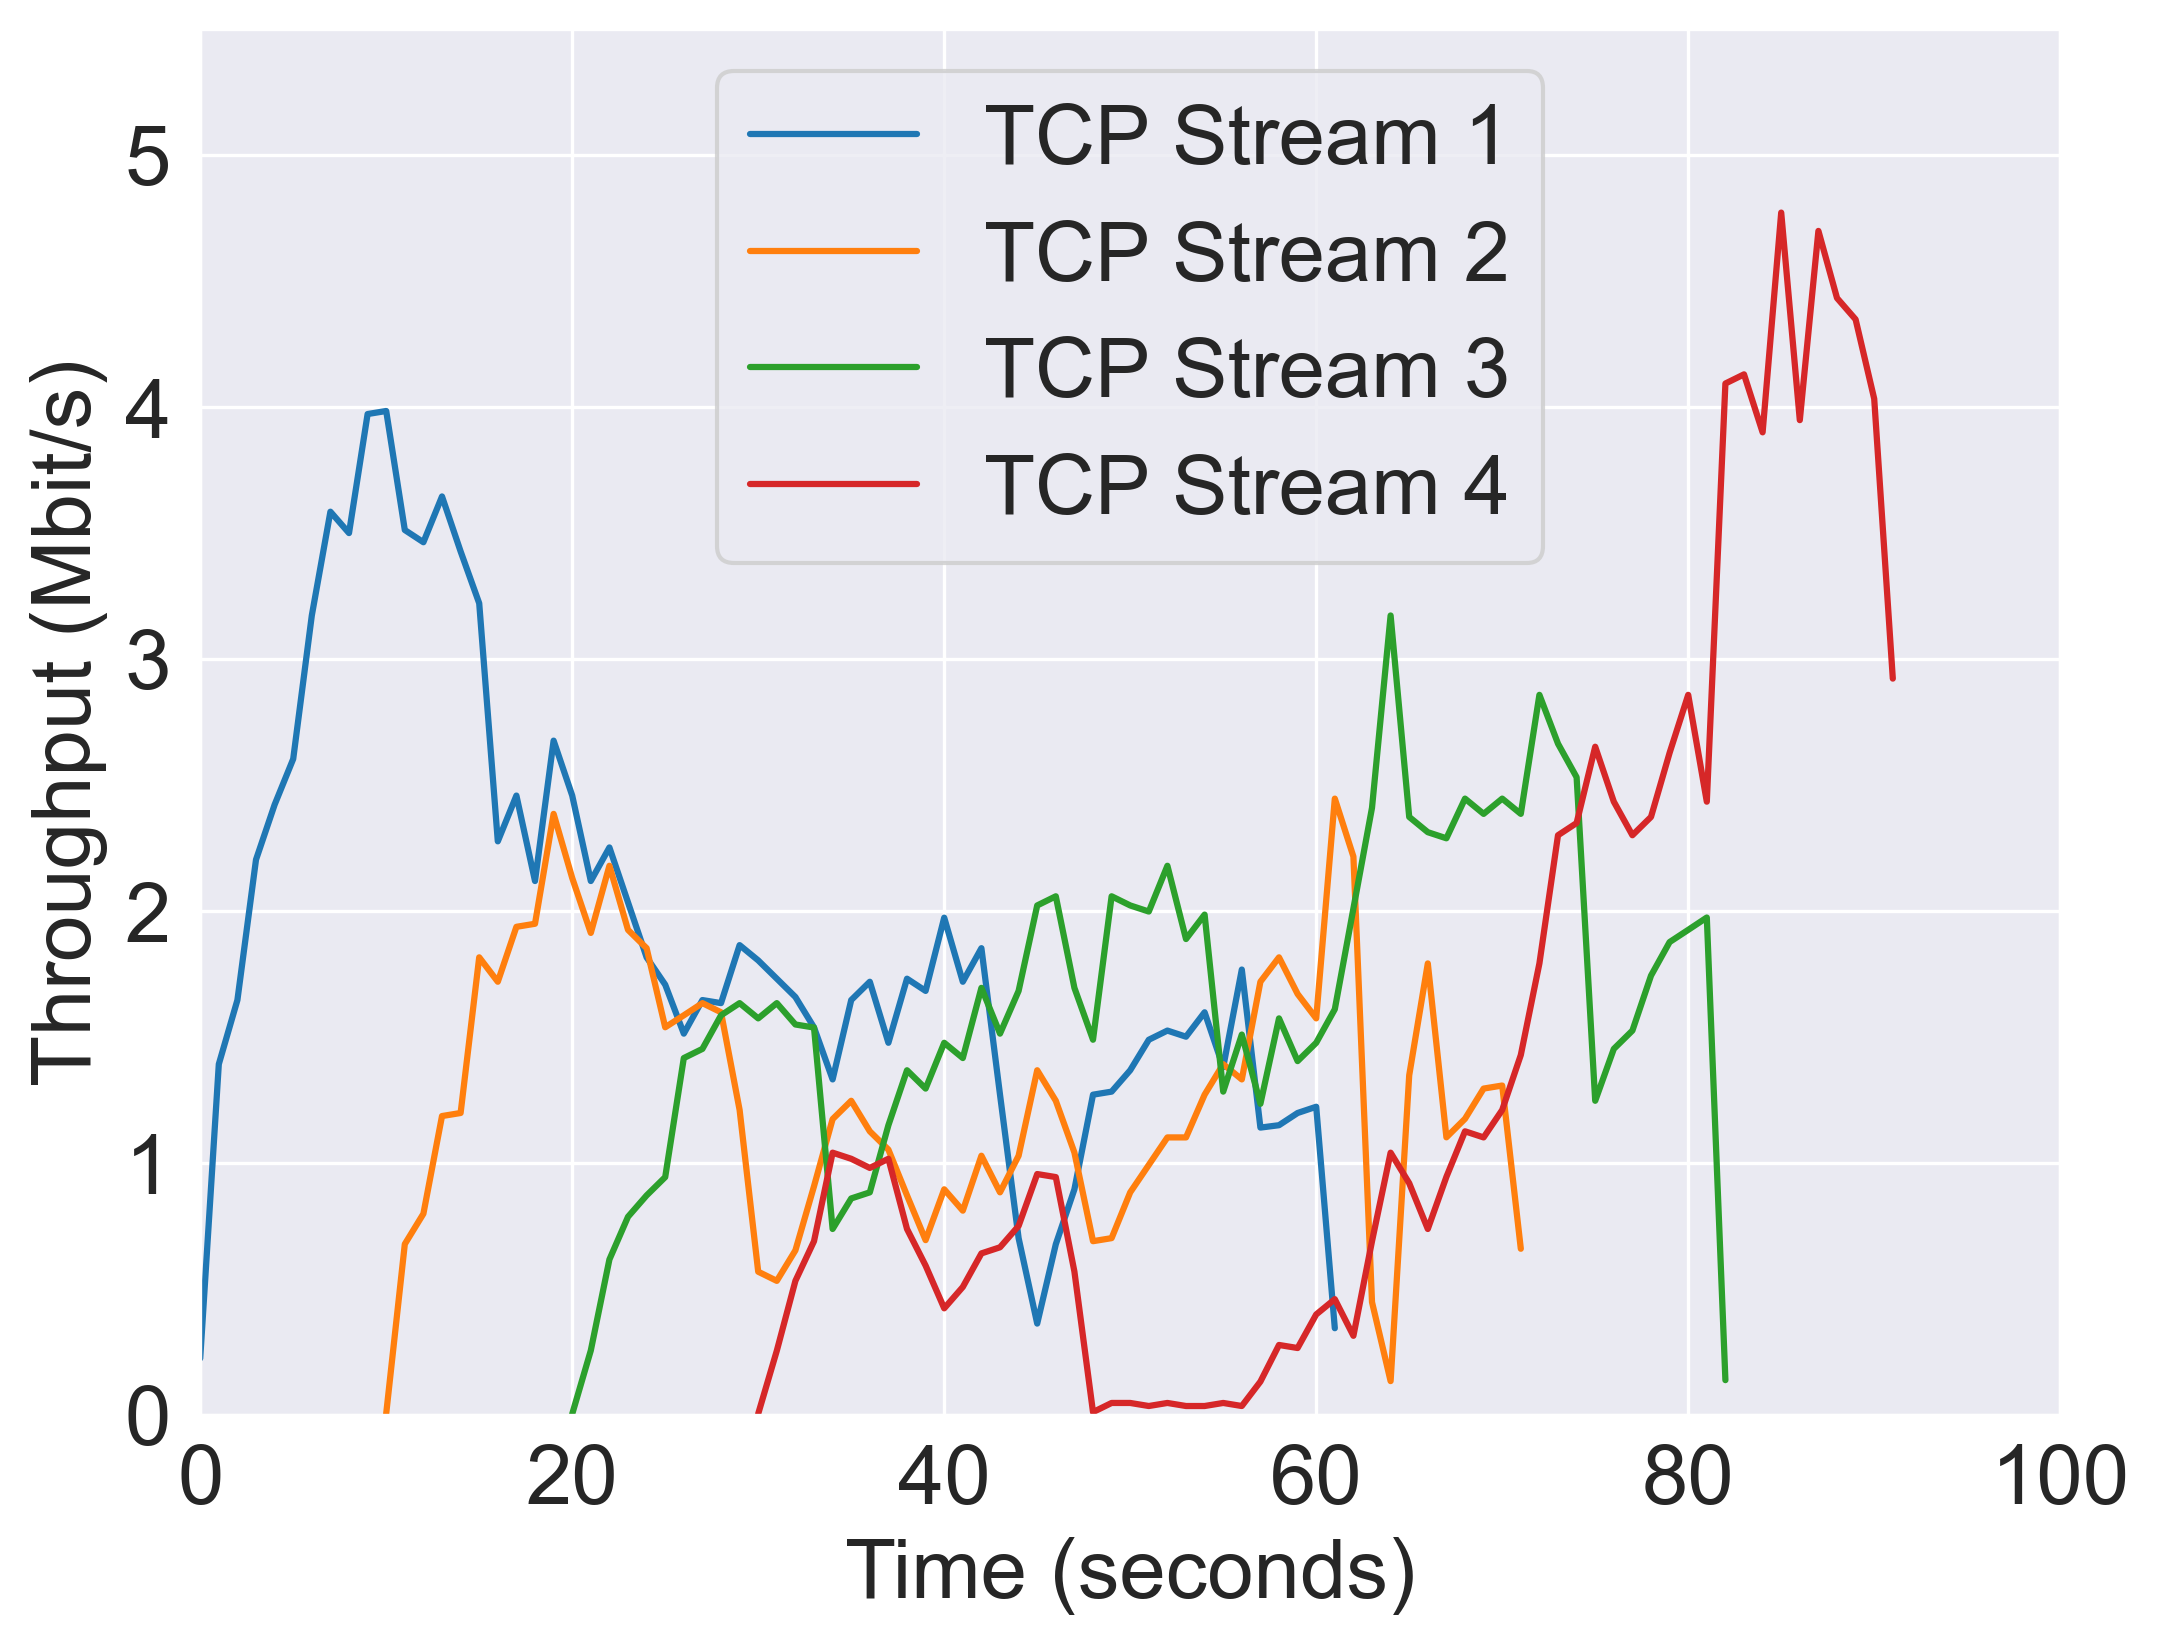 Throughput (Mbit/s)
5
4
3
2
1
0
TCP Stream 1
TCP Stream 2
TCP Stream 3
TCP Stream 4
0 20 40 60 80 100
Time (seconds)